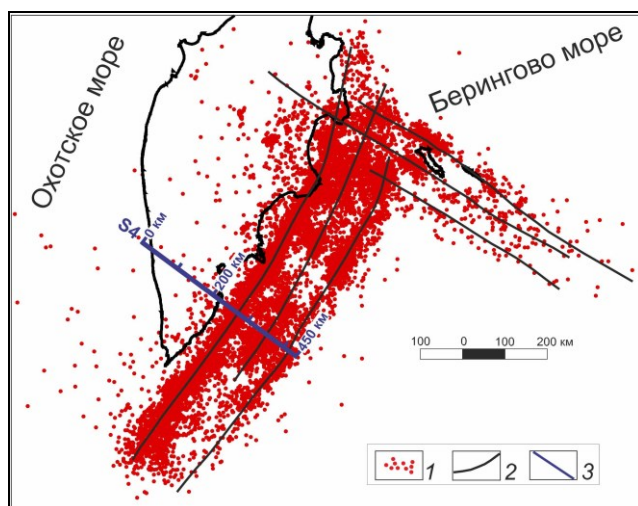 Охотское море
Берингово море
S4
0 км
200 км
450 км
100 0 100 200 км
1 2 3